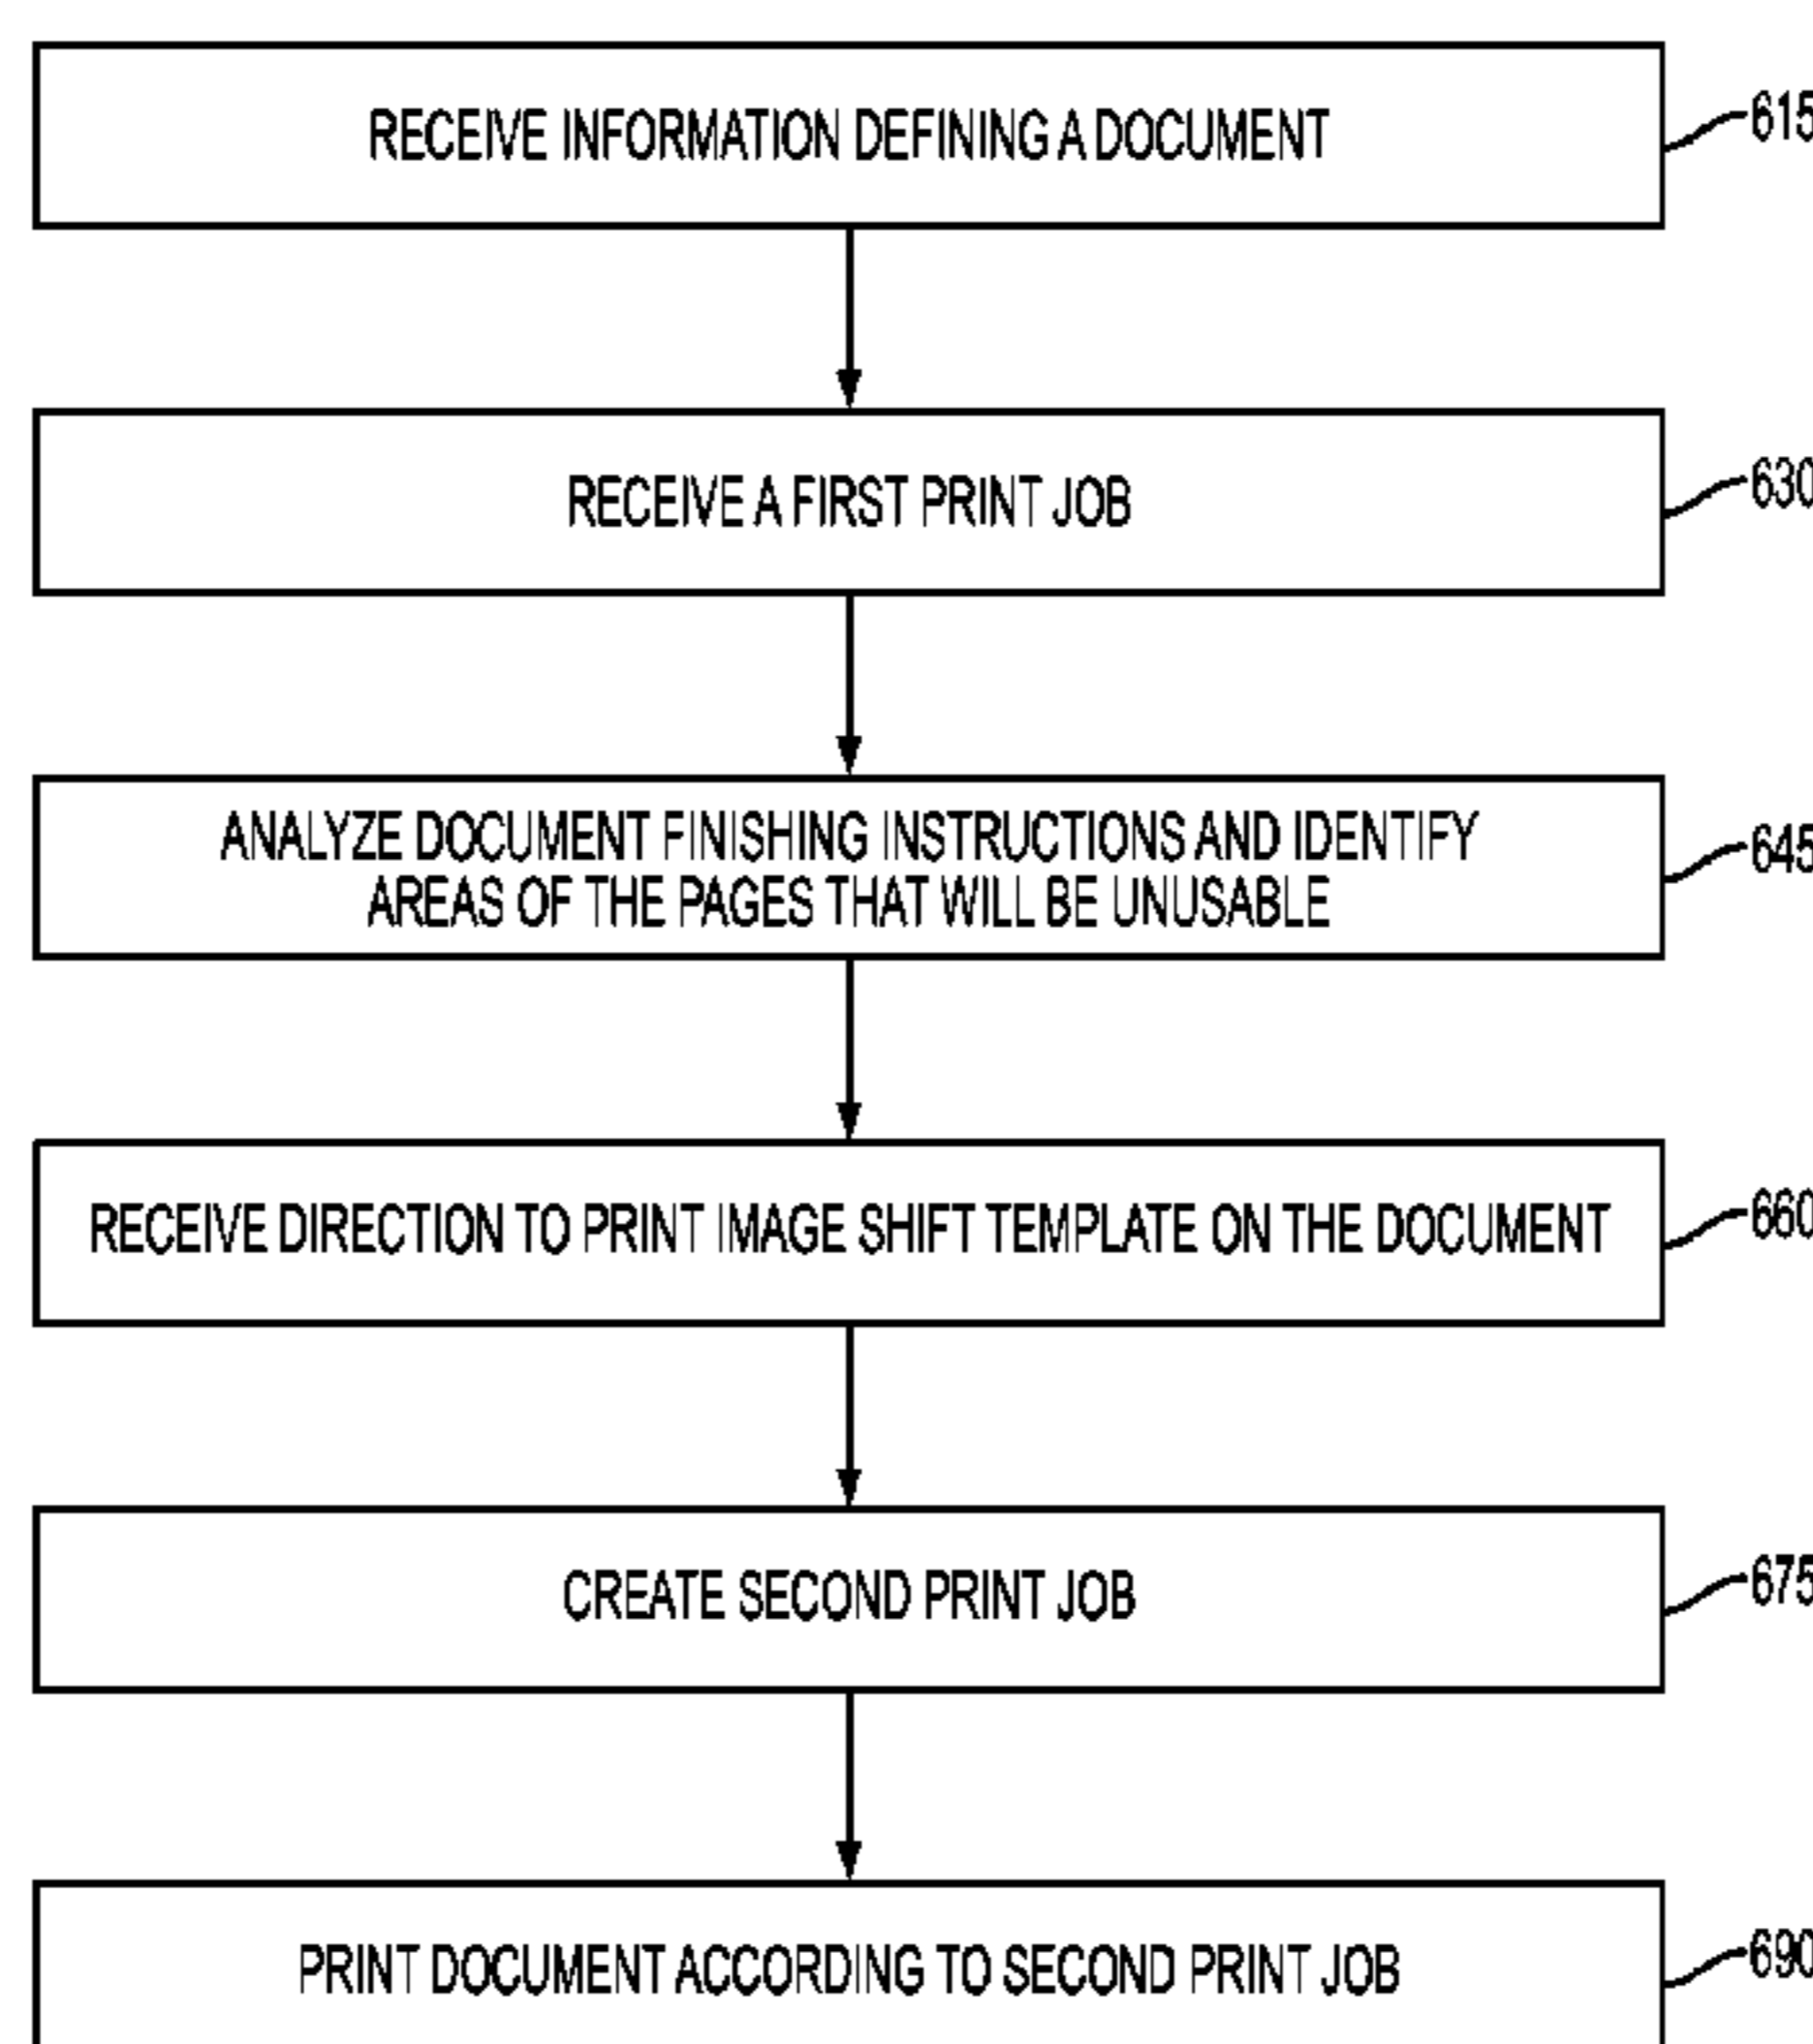 RECEIVE INFORMATION DEFINING A DOCUMENT
615
RECEIVE A FIRST PRINT JOB
630
ANALYZE DOCUMENT FINISHING INSTRUCTIONS AND IDENTIFY
AREAS OF THE PAGES THAT WILL BE UNUSABLE
645
RECEIVE DIRECTION TO PRINT IMAGE SHIFT TEMPLATE ON THE DOCUMENT
660
CREATE SECOND PRINT JOB
675
PRINT DOCUMENT ACCORDING TO SECOND PRINT JOB
690